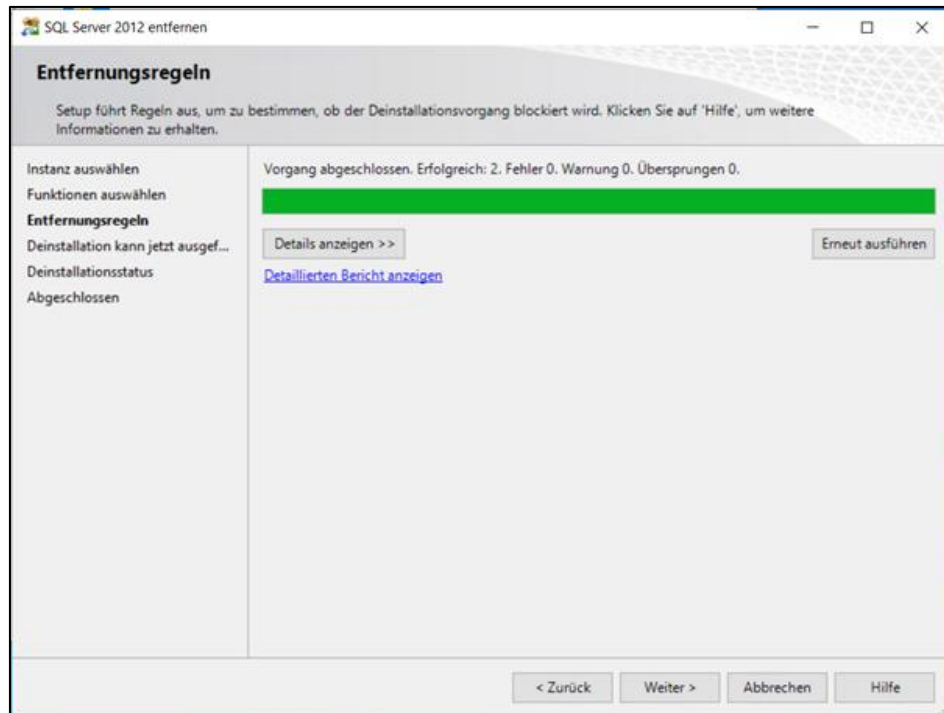 SQL Server 2012 entfernen
Entfernungsregeln
Setup führt Regeln aus, um zu bestimmen, ob der Deinstallationsvorgang blockiert wird. Klicken Sie auf 'Hilfe', um weitere
Informationen zu erhalten.
Instanz auswählen
Funktionen auswählen
Entfernungsregeln
Deinstallation kann jetzt ausgef...
Deinstallationsstatus
Abgeschlossen
Vorgang abgeschlossen. Erfolgreich: 2. Fehler 0. Warnung 0. Übersprungen 0.
Details anzeigen >>
Erneut ausführen
Detaillierten Bericht anzeigen
< Zurück
Weiter >
Abbrechen
Hilfe